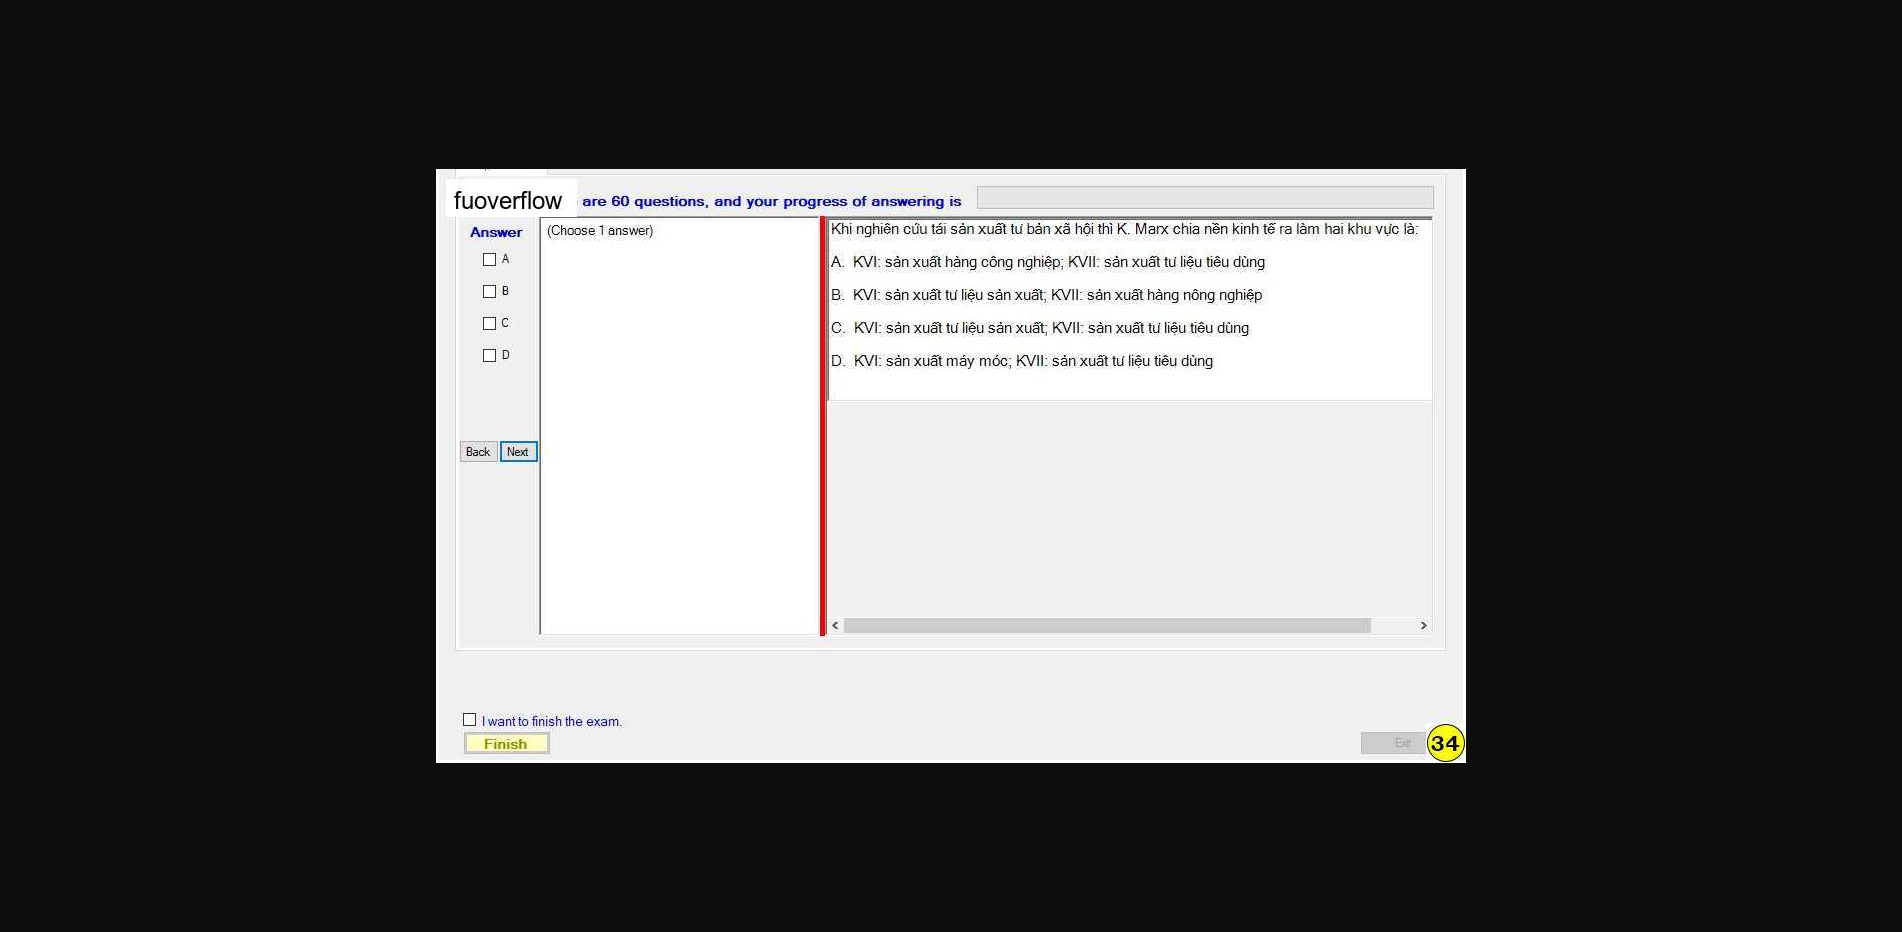 fuoverflow are 60 questions, and your progress of answering is
Answer
(Choose 1 answer)
A
B
C
D
Back Next
Khi nghiên cứu tái sản xuất tư bản xã hội thì K. Marx chia nền kinh tế ra làm hai khu vực là:
A. KVI: sản xuất hàng công nghiệp; KVII: sản xuất tư liệu tiêu dùng
B. KVI: sản xuất tư liệu sản xuất; KVII: sản xuất hàng nông nghiệp
C. KVI: sản xuất tư liệu sản xuất; KVII: sản xuất tư liệu tiêu dùng
D. KVI: sản xuất máy móc; KVII: sản xuất tư liệu tiêu dùng
I want to finish the exam.
Finish
Exit
34